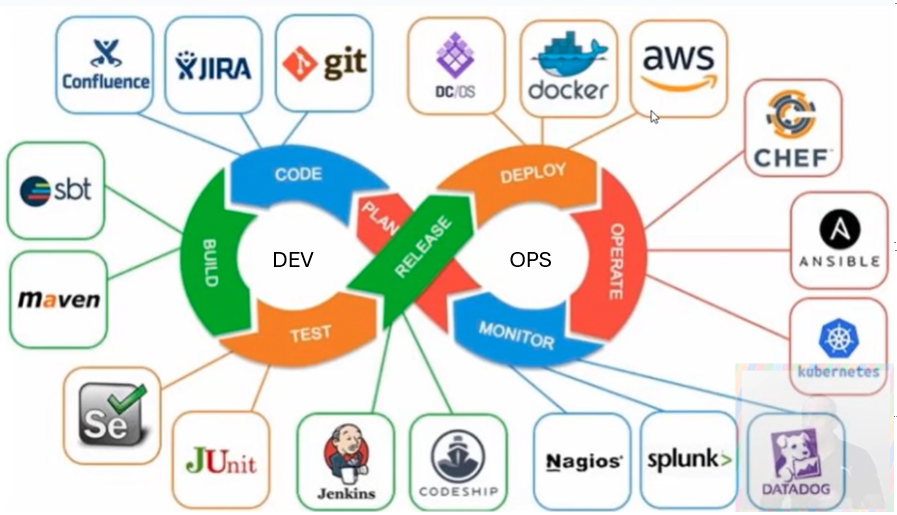 Confluence
JIRA
git
DC/OS
docker
aws
CHEF
sbt
CODE
DEPLOY
PLAN
RELEASE
BUILD
DEV
OPS
OPERATE
ANSIBLE
maven
TEST
MONITOR
kubernetes
Se
JUnit
Jenkins
CODESHIP
Nagios®
splunk>
DATADOG